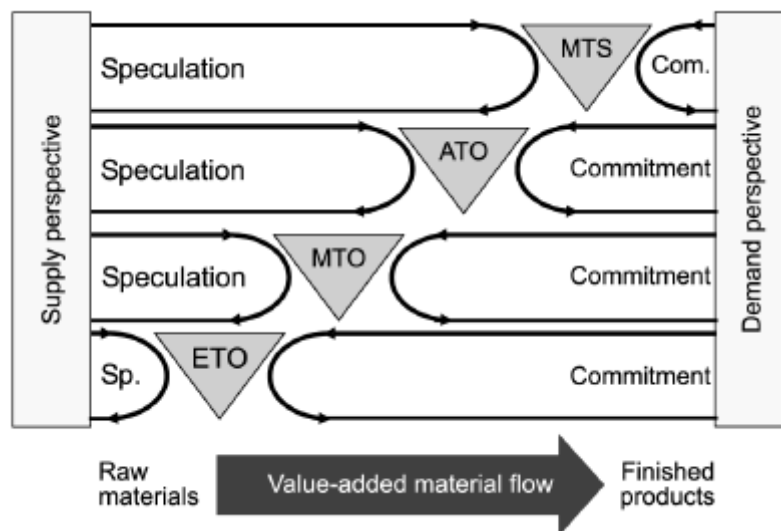 Supply perspective
Speculation
MTS
Com.
Speculation
ATO
Commitment
Speculation
MTO
Commitment
Sp.
ETO
Commitment
Demand perspective
Raw
materials
Value-added material flow
Finished
products